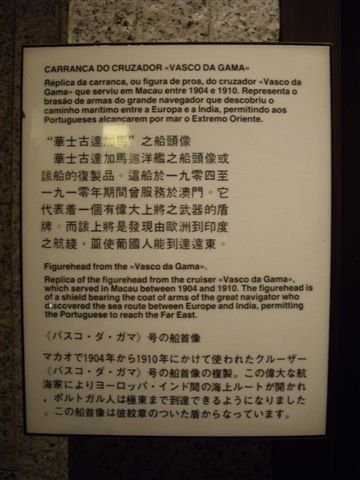 CARRANCA DO CRUZADOR «VASCO DA GAMA»
Réplica da carranca, ou figura de proa, do cruzador «Vasco da
Gama» que serviu em Macau entre 1904 e 1910. Representa o
brasão de armas do grande navegador que descobriu o
caminho marítimo entre a Europa e a Índia, permitindo aos
Portugueses alcançarem por mar o Extremo Oriente.
“華士古達加馬”之船頭像
華士古達加馬巡洋艦之船頭像或
該船的復製品。這船於一九零四至
一九一零年期間曾服務於澳門。它
代表着一個有偉大上將之武器的盾
牌。而該上將是發現由歐洲到印度
之航綫，並使葡國人能到達遠東。
Figurehead from the «Vasco da Gama».
Replica of the figurehead from the cruiser «Vasco da Gama»,
which served in Macau between 1904 and 1910. The figurehead is
of a shield bearing the coat of arms of the great navigator who
discovered the sea route between Europe and India, permitting
the Portuguese to reach the Far East.
《バスコ・ダ・ガマ》号の船首像
マカオで1904年から1910年にかけて使われたクルーザー
《バスコ・ダ・ガマ》号の船首像の複製。この偉大な航
海家によりヨーロッパ・インド間の海上ルートが開かれ
、ポルトガル人は極東まで到達できるようになりました
。この船首像は彼紋章のついた盾からなっています。